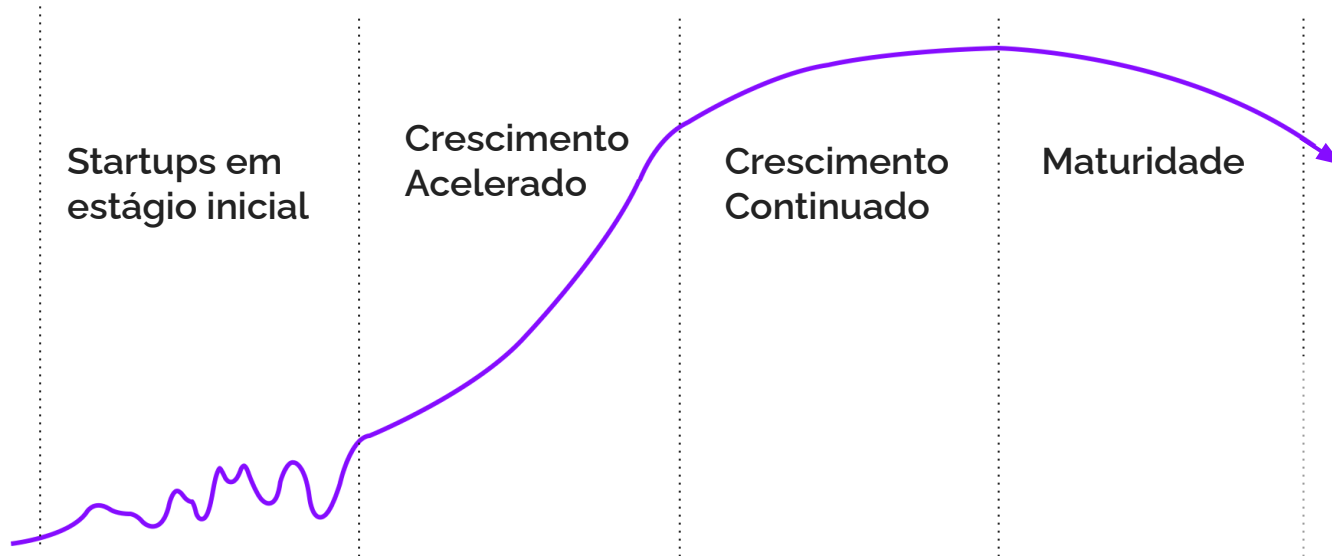 Startups em
estágio inicial
Crescimento
Acelerado
Crescimento
Continuado
Maturidade